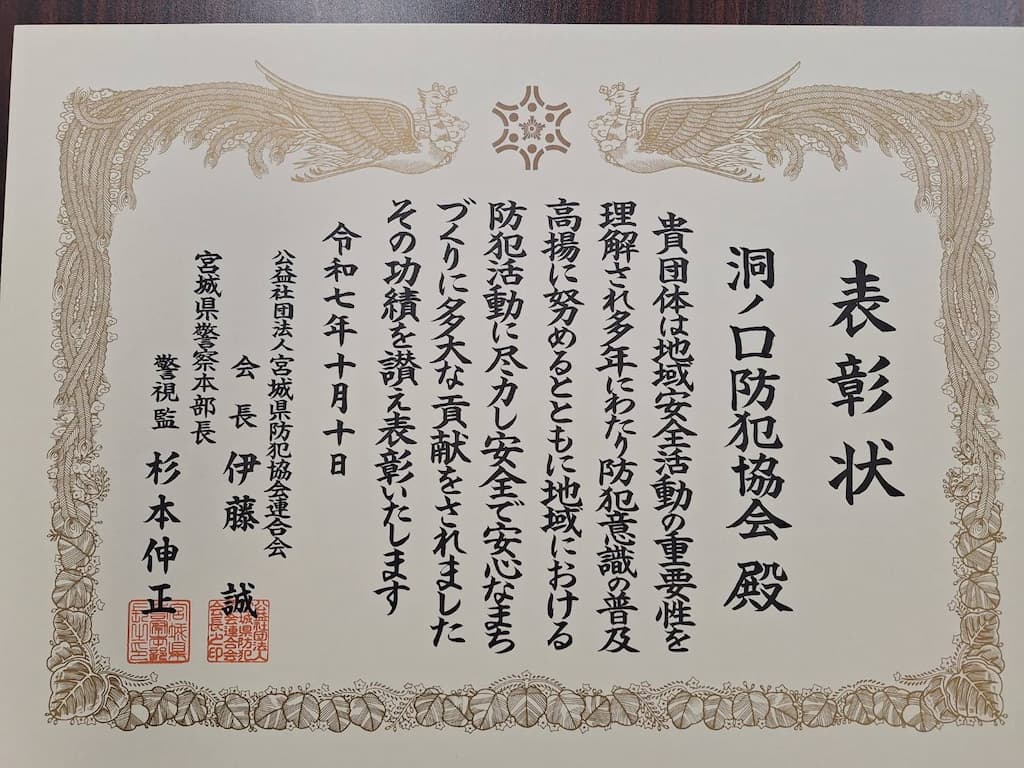 表彰状
洞ノ口防犯協会 殿
貴団体は地域安全活動の重要性を
理解され多年にわたり防犯意識の普及
高揚に努めるとともに地域における
防犯活動に尽力し安全で安心なまち
づくりに多大な貢献をされました
その功績を讃え表彰いたします
令和七年十月十日
公益社団法人宮城県防犯協会連合会
会長 伊藤 誠
宮城県警察本部長
警視監 杉本伸正